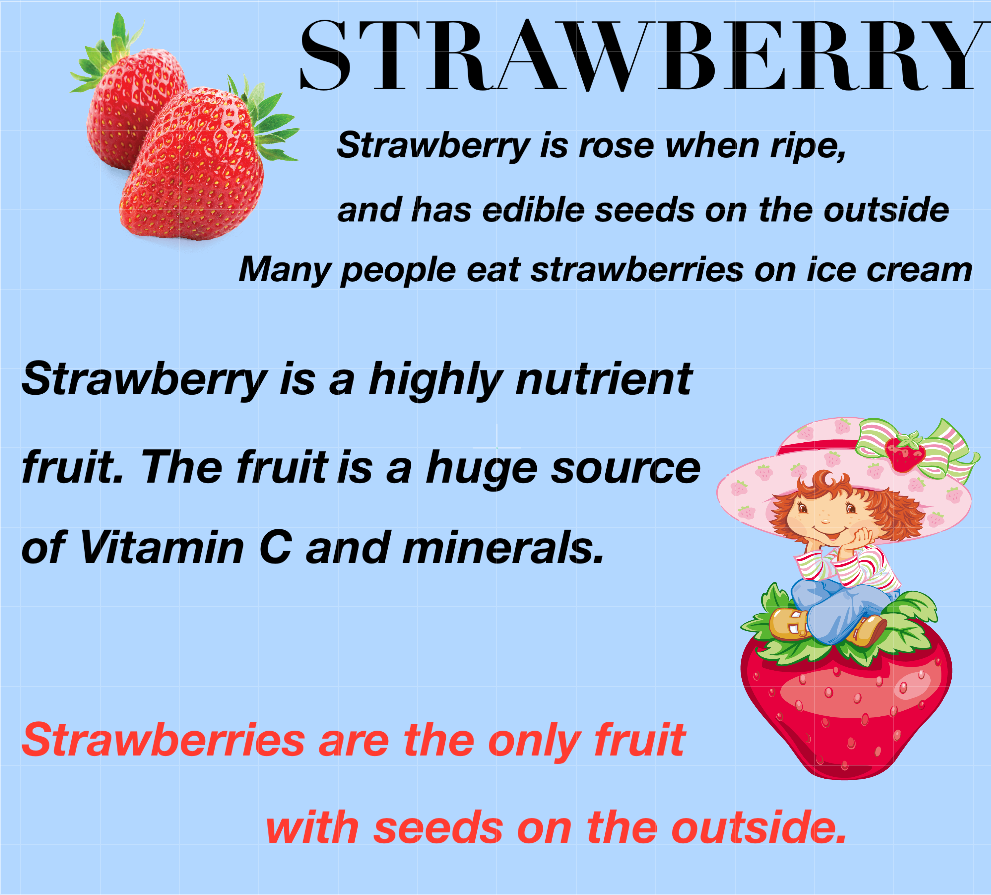 STRAWBERRY
Strawberry is rose when ripe,
and has edible seeds on the outside
Many people eat strawberries on ice cream
Strawberry is a highly nutrient
fruit. The fruit is a huge source
of Vitamin C and minerals.
Strawberries are the only fruit
with seeds on the outside.